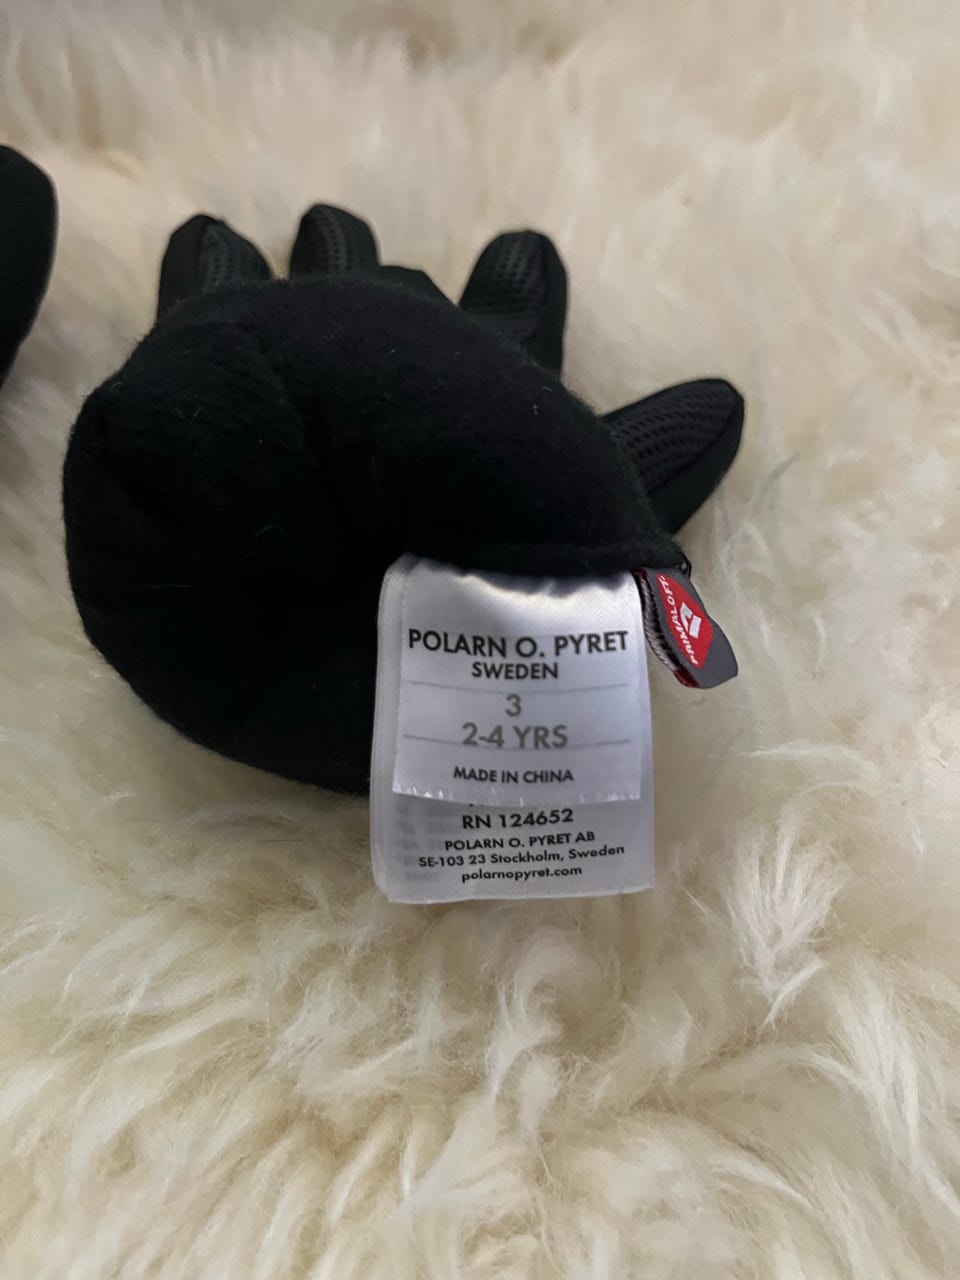 POLARN O. PYRET
SWEDEN
3
2-4 YRS
MADE IN CHINA
RN 124652
POLARN O. PYRET AB
SE-103 23 Stockholm, Sweden
polarnopyret.com
PRIMALOFT